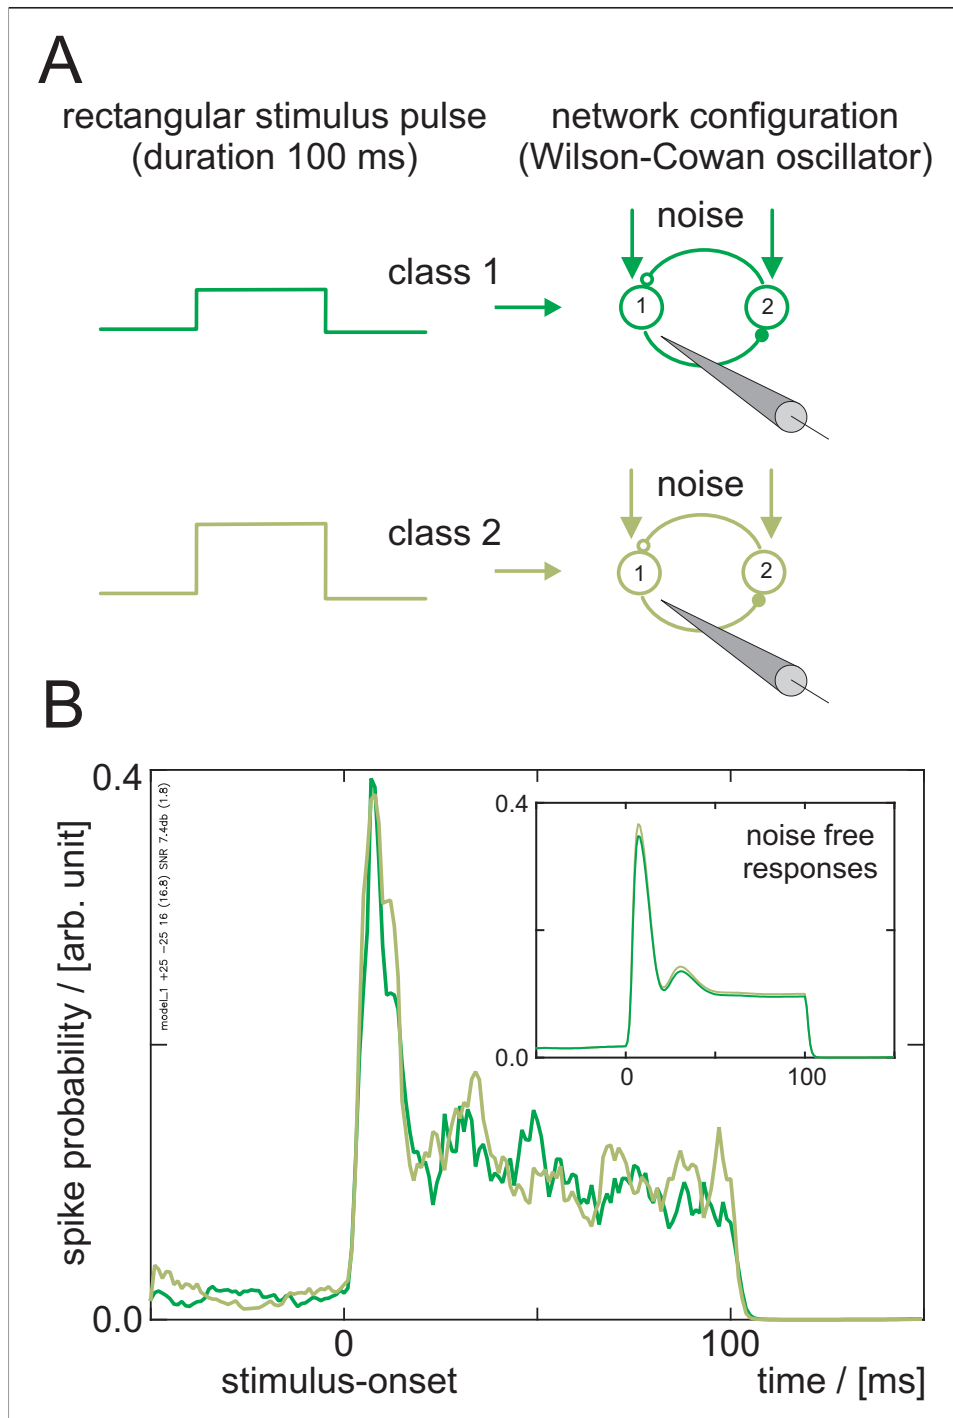 A
rectangular stimulus pulse
(duration 100 ms)
network configuration
(Wilson-Cowan oscillator)
noise
class 1
1
2
noise
class 2
1
2
B
0.4
spike probability / [arb. unit]
model_1 +25 −25 16 (16.8) SNR 7.4db (1.8)
0.4
noise free
responses
0.0
0
100
0.0
0
100
stimulus-onset
time / [ms]